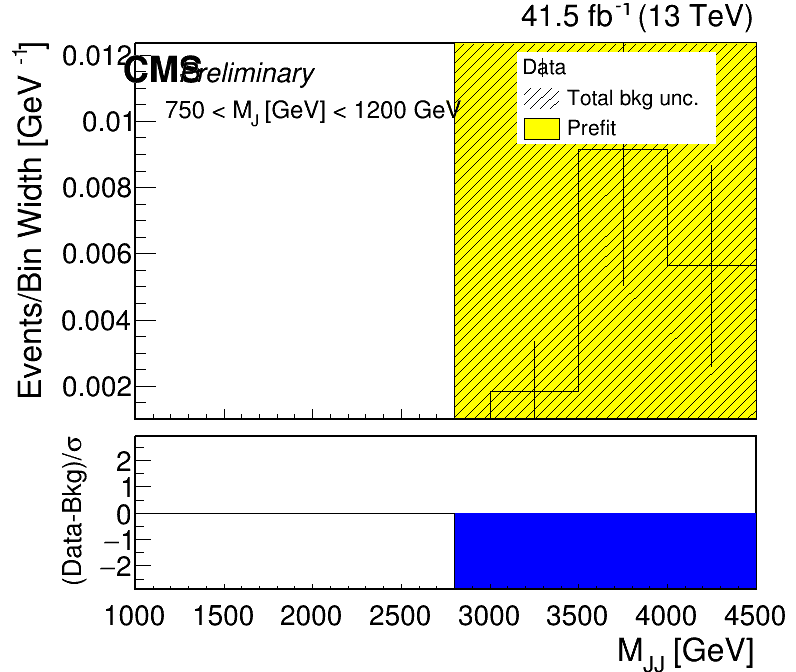 41.5 fb⁻¹ (13 TeV)
CMS Preliminary
750 < M_J [GeV] < 1200 GeV
Data
Total bkg unc.
Prefit
Events/Bin Width [GeV⁻¹]
0.012
0.01
0.008
0.006
0.004
0.002
(Data-Bkg)/σ
2
1
0
−1
−2
1000 1500 2000 2500 3000 3500 4000 4500
M_JJ [GeV]